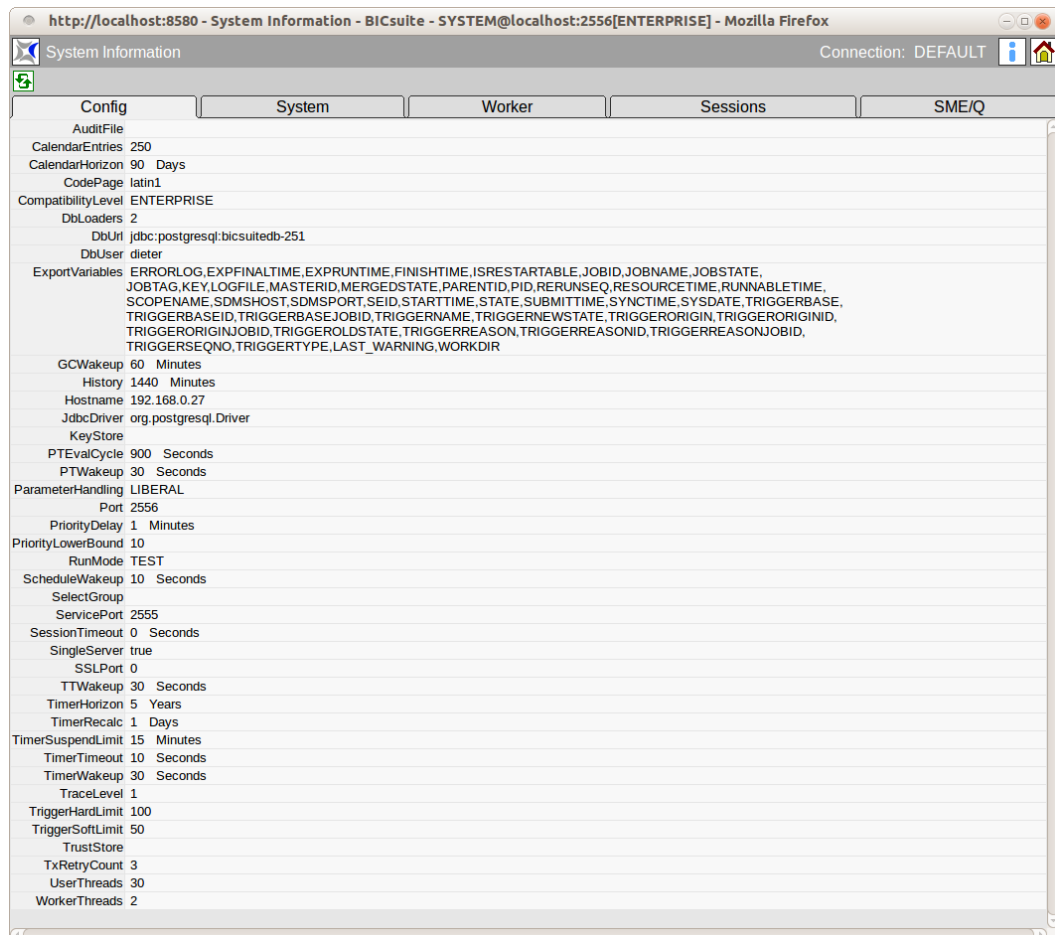 http://localhost:8580 - System Information - BICsuite - SYSTEM@localhost:2556[ENTERPRISE] - Mozilla Firefox
System Information Connection: DEFAULT
Config System Worker Sessions SME/Q
AuditFile
CalendarEntries 250
CalendarHorizon 90 Days
CodePage latin1
CompatibilityLevel ENTERPRISE
DbLoaders 2
DbUrl jdbc:postgresql:bicsuitedb-251
DbUser dieter
ExportVariables ERRORLOG,EXPFINALTIME,EXPRUNTIME,FINISHTIME,ISRESTARTABLE,JOBID,JOBNAME,JOBSTATE,
JOBTAG,KEY,LOGFILE,MASTERID,MERGEDSTATE,PARENTID,PID,RERUNSEQ,RESOURCETIME,RUNNABLETIME,
SCOPENAME,SDMSHOST,SDMSPORT,SEID,STARTTIME,STATE,SUBMITTIME,SYNCTIME,SYSDATE,TRIGGERBASE,
TRIGGERBASEID,TRIGGERBASEJOBID,TRIGGERNAME,TRIGGERNEWSTATE,TRIGGERORIGIN,TRIGGERORIGINID,
TRIGGERORIGINJOBID,TRIGGEROLDSTATE,TRIGGERREASON,TRIGGERREASONID,TRIGGERREASONJOBID,
TRIGGERSEQNO,TRIGGERTYPE,LAST_WARNING,WORKDIR
GCWakeup 60 Minutes
History 1440 Minutes
Hostname 192.168.0.27
JdbcDriver org.postgresql.Driver
KeyStore
PTEvalCycle 900 Seconds
PTWakeup 30 Seconds
ParameterHandling LIBERAL
Port 2556
PriorityDelay 1 Minutes
PriorityLowerBound 10
RunMode TEST
ScheduleWakeup 10 Seconds
SelectGroup
ServicePort 2555
SessionTimeout 0 Seconds
SingleServer true
SSLPort 0
TTWakeup 30 Seconds
TimerHorizon 5 Years
TimerRecalc 1 Days
TimerSuspendLimit 15 Minutes
TimerTimeout 10 Seconds
TimerWakeup 30 Seconds
TraceLevel 1
TriggerHardLimit 100
TriggerSoftLimit 50
TrustStore
TxRetryCount 3
UserThreads 30
WorkerThreads 2